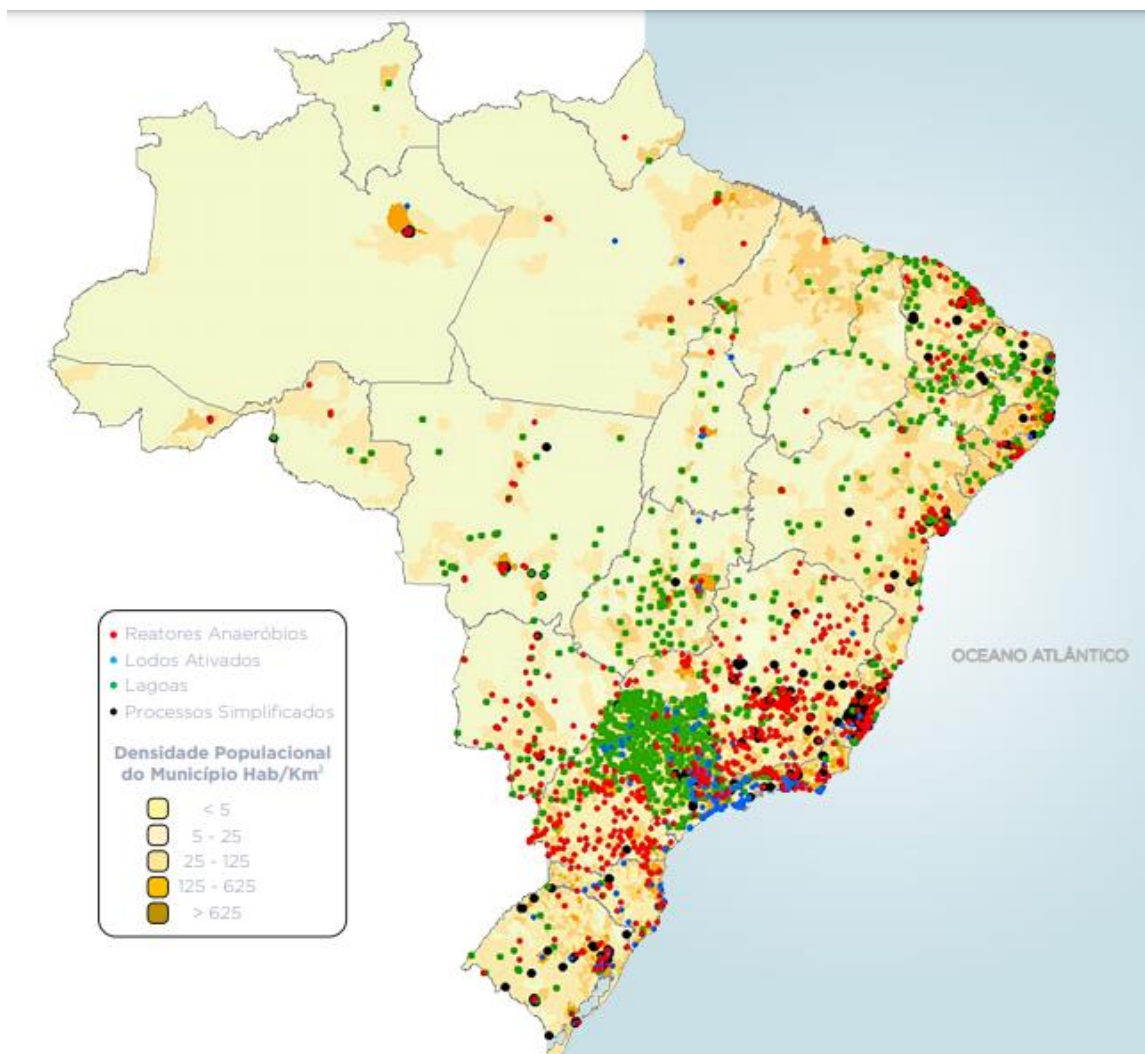 OCEANO ATLÂNTICO
Reatores Anaeróbios
Lodos Ativados
Lagoas
Processos Simplificados
Densidade Populacional
do Município Hab/Km²
< 5
5 - 25
25 - 125
125 - 625
> 625